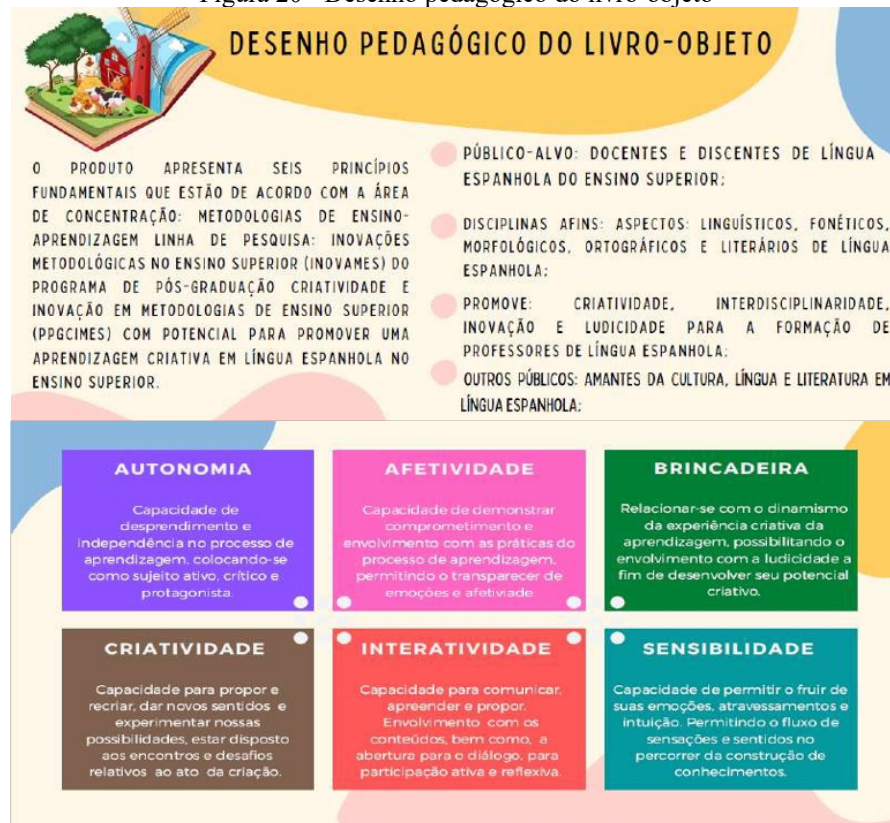 Figura 20 - Desenho pedagógico do livro-objeto
DESENHO PEDAGÓGICO DO LIVRO-OBJETO
O PRODUTO APRESENTA SEIS PRINCÍPIOS
FUNDAMENTAIS QUE ESTÃO DE ACORDO COM A ÁREA
DE CONCENTRAÇÃO: METODOLOGIAS DE ENSINO-
APRENDIZAGEM LINHA DE PESQUISA: INOVAÇÕES
METODOLÓGICAS NO ENSINO SUPERIOR (INOVAMES) DO
PROGRAMA DE PÓS-GRADUAÇÃO CRIATIVIDADE E
INOVAÇÃO EM METODOLOGIAS DE ENSINO SUPERIOR
(PPGCIMES) COM POTENCIAL PARA PROMOVER UMA
APRENDIZAGEM CRIATIVA EM LÍNGUA ESPANHOLA NO
ENSINO SUPERIOR.
PÚBLICO-ALVO: DOCENTES E DISCENTES DE LÍNGUA
ESPANHOLA DO ENSINO SUPERIOR;
DISCIPLINAS AFINS: ASPECTOS: LINGUÍSTICOS, FONÉTICOS,
MORFOLÓGICOS, ORTOGRÁFICOS E LITERÁRIOS DE LÍNGUA
ESPANHOLA;
PROMOVE: CRIATIVIDADE, INTERDISCIPLINARIDADE,
INOVAÇÃO E LUDICIDADE PARA A FORMAÇÃO DE
PROFESSORES DE LÍNGUA ESPANHOLA;
OUTROS PÚBLICOS: AMANTES DA CULTURA, LÍNGUA E LITERATURA EM
LÍNGUA ESPANHOLA;
AUTONOMIA
Capacidade de
desprendimento e
independência no processo de
aprendizagem, colocando-se
como sujeito ativo, crítico e
protagonista.
AFETIVIDADE
Capacidade de demonstrar
comprometimento e
envolvimento com as práticas do
processo de aprendizagem,
permitindo o transparecer de
emoções e afetiviade
BRINCADEIRA
Relacionar-se com o dinamismo
da experiência criativa da
aprendizagem, possibilitando o
envolvimento com a ludicidade a
fim de desenvolver seu potencial
criativo.
CRIATIVIDADE
Capacidade para propor e
recriar, dar novos sentidos e
experimentar nossas
possibilidades, estar disposto
aos encontros e desafios
relativos ao ato da criação.
INTERATIVIDADE
Capacidade para comunicar,
apreender e propor.
Envolvimento com os
conteúdos, bem como, a
abertura para o diálogo, para
participação ativa e reflexiva.
SENSIBILIDADE
Capacidade de permitir o fruir de
suas emoções, atravessamentos e
intuição. Permitindo o fluxo de
sensações e sentidos no
percorrer da construção de
conhecimentos.